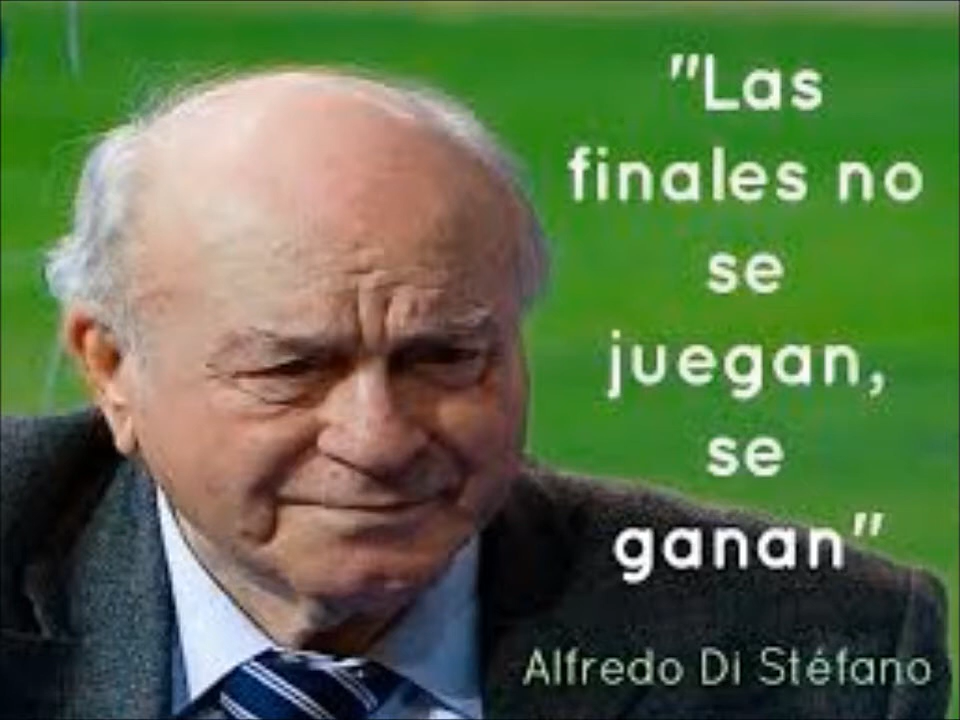 "Las
finales no
se
juegan,
se
ganan"
Alfredo Di Stéfano